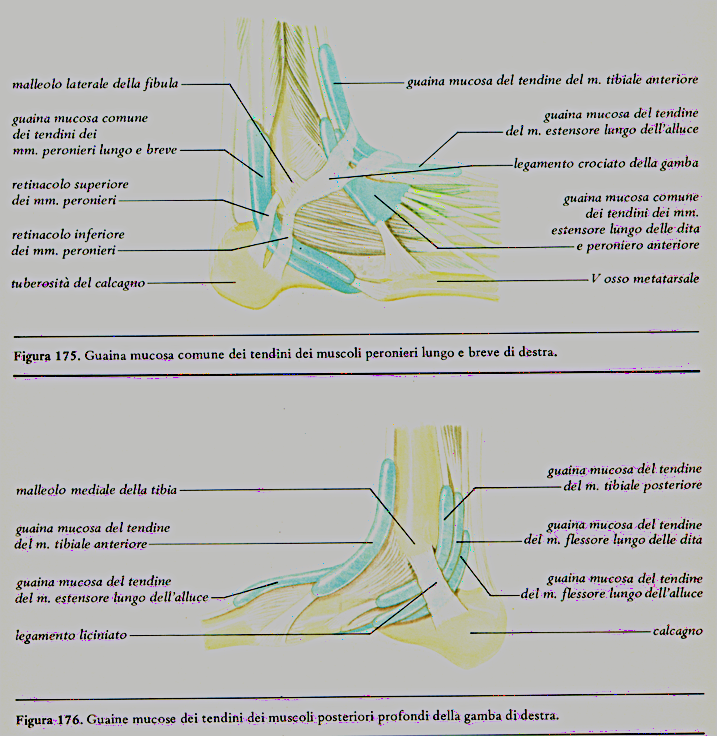 malleolo laterale della fibula
guaina mucosa comune
dei tendini dei
mm. peronieri lungo e breve
retinacolo superiore
dei mm. peronieri
retinacolo inferiore
dei mm. peronieri
tuberosità del calcagno
guaina mucosa del tendine del m. tibiale anteriore
guaina mucosa del tendine
del m. estensore lungo dell'alluce
legamento crociato della gamba
guaina mucosa comune
dei tendini dei mm.
estensore lungo delle dita
e peroniero anteriore
V osso metatarsale
Figura 175. Guaina mucosa comune dei tendini dei muscoli peronieri lungo e breve di destra.
malleolo mediale della tibia
guaina mucosa del tendine
del m. tibiale anteriore
guaina mucosa del tendine
del m. estensore lungo dell'alluce
legamento liciniato
guaina mucosa del tendine
del m. tibiale posteriore
guaina mucosa del tendine
del m. flessore lungo delle dita
guaina mucosa del tendine
del m. flessore lungo dell'alluce
calcagno
Figura 176. Guaine mucose dei tendini dei muscoli posteriori profondi della gamba di destra.